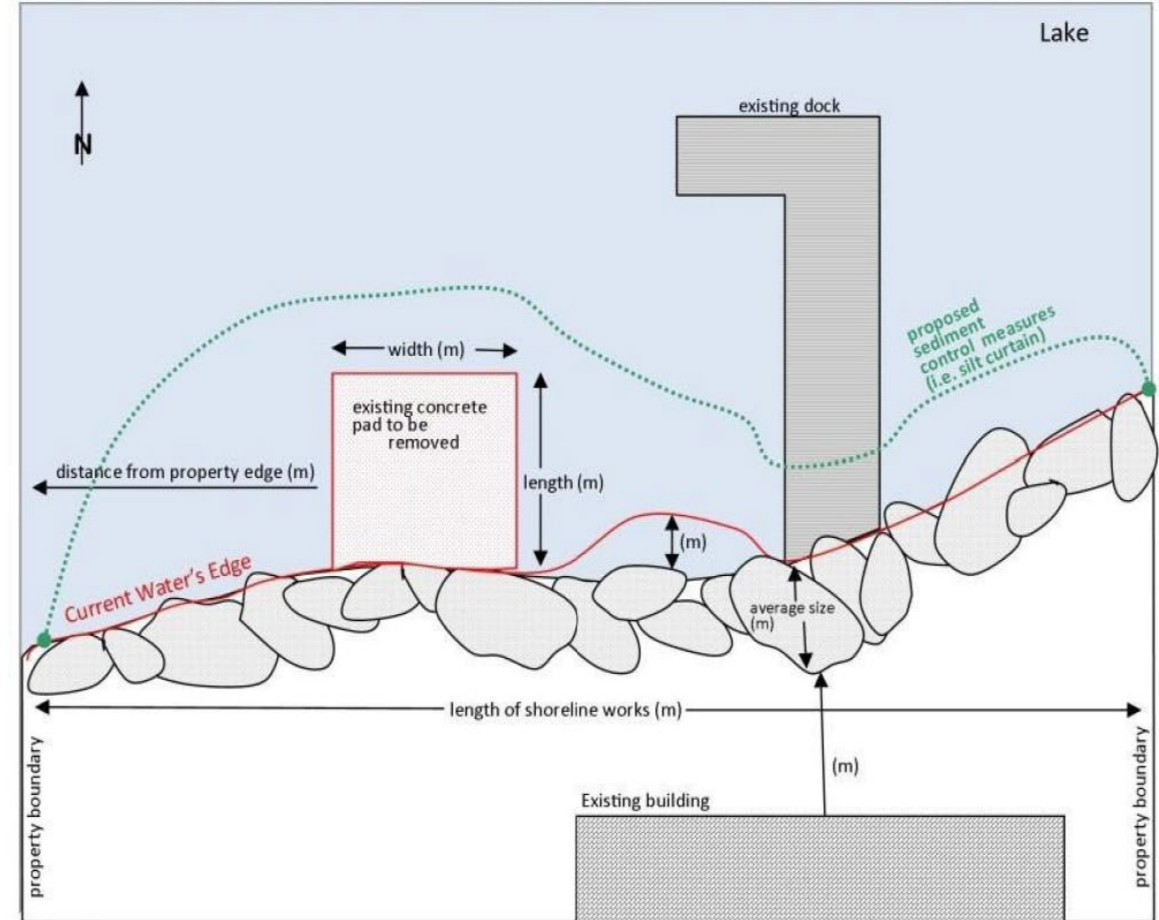 Lake
N
existing dock
proposed
sediment
control measures
(i.e. silt curtain)
width (m)
existing concrete
pad to be
removed
distance from property edge (m)
length (m)
(m)
Current Water's Edge
average size
(m)
length of shoreline works (m)
property boundary
property boundary
(m)
Existing building